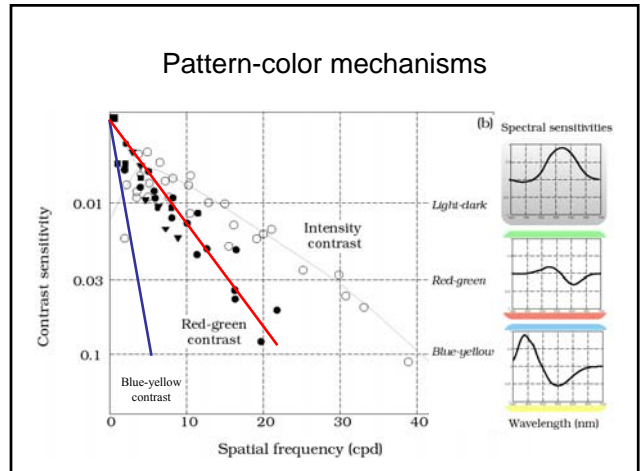 Pattern-color mechanisms
(b)
Spectral sensitivities
Contrast sensitivity
0.01
0.03
0.1
Intensity
contrast
Red-green
contrast
Blue-yellow
contrast
0
10
20
30
40
Spatial frequency (cpd)
Light-dark
Red-green
Blue-yellow
Wavelength (nm)